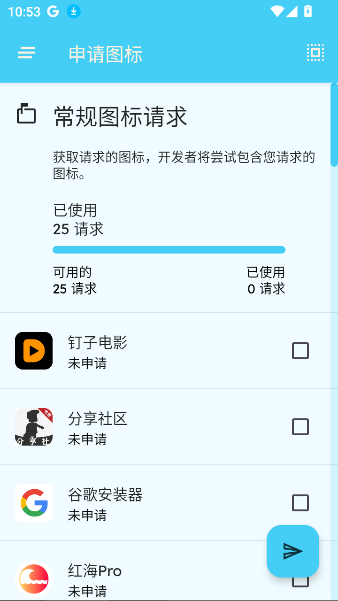 10:53
申请图标
常规图标请求
获取请求的图标，开发者将尝试包含您请求的
图标。
已使用
25 请求
可用的 已使用
25 请求 0 请求
钉子电影
未申请
分享社区
分享社
未申请
谷歌安装器
未申请
红海Pro
未申请